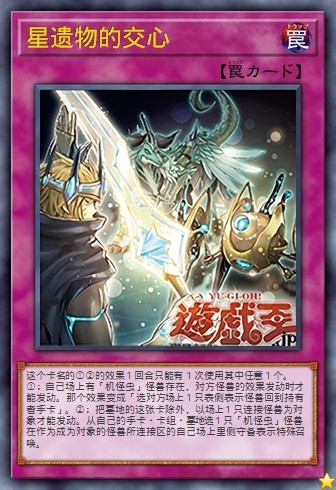 星遗物的交心
トラップ
罠
【罠カード】
YU-GI-OH!
遊戯王
.jp
这个卡名的①②的效果1回合只能有1次使用其中任意1个。
①：自己场上有「机怪虫」怪兽存在，对方怪兽的效果发动时才
能发动。那个效果变成「选对方场上1只表侧表示怪兽回到持有
者手卡」。②：把墓地的这张卡除外，以场上1只连接怪兽为对
象才能发动。从自己的手卡·卡组·墓地选1只「机怪虫」怪兽
在作为成为对象的怪兽所连接区的自己场上里侧守备表示特殊召
唤。